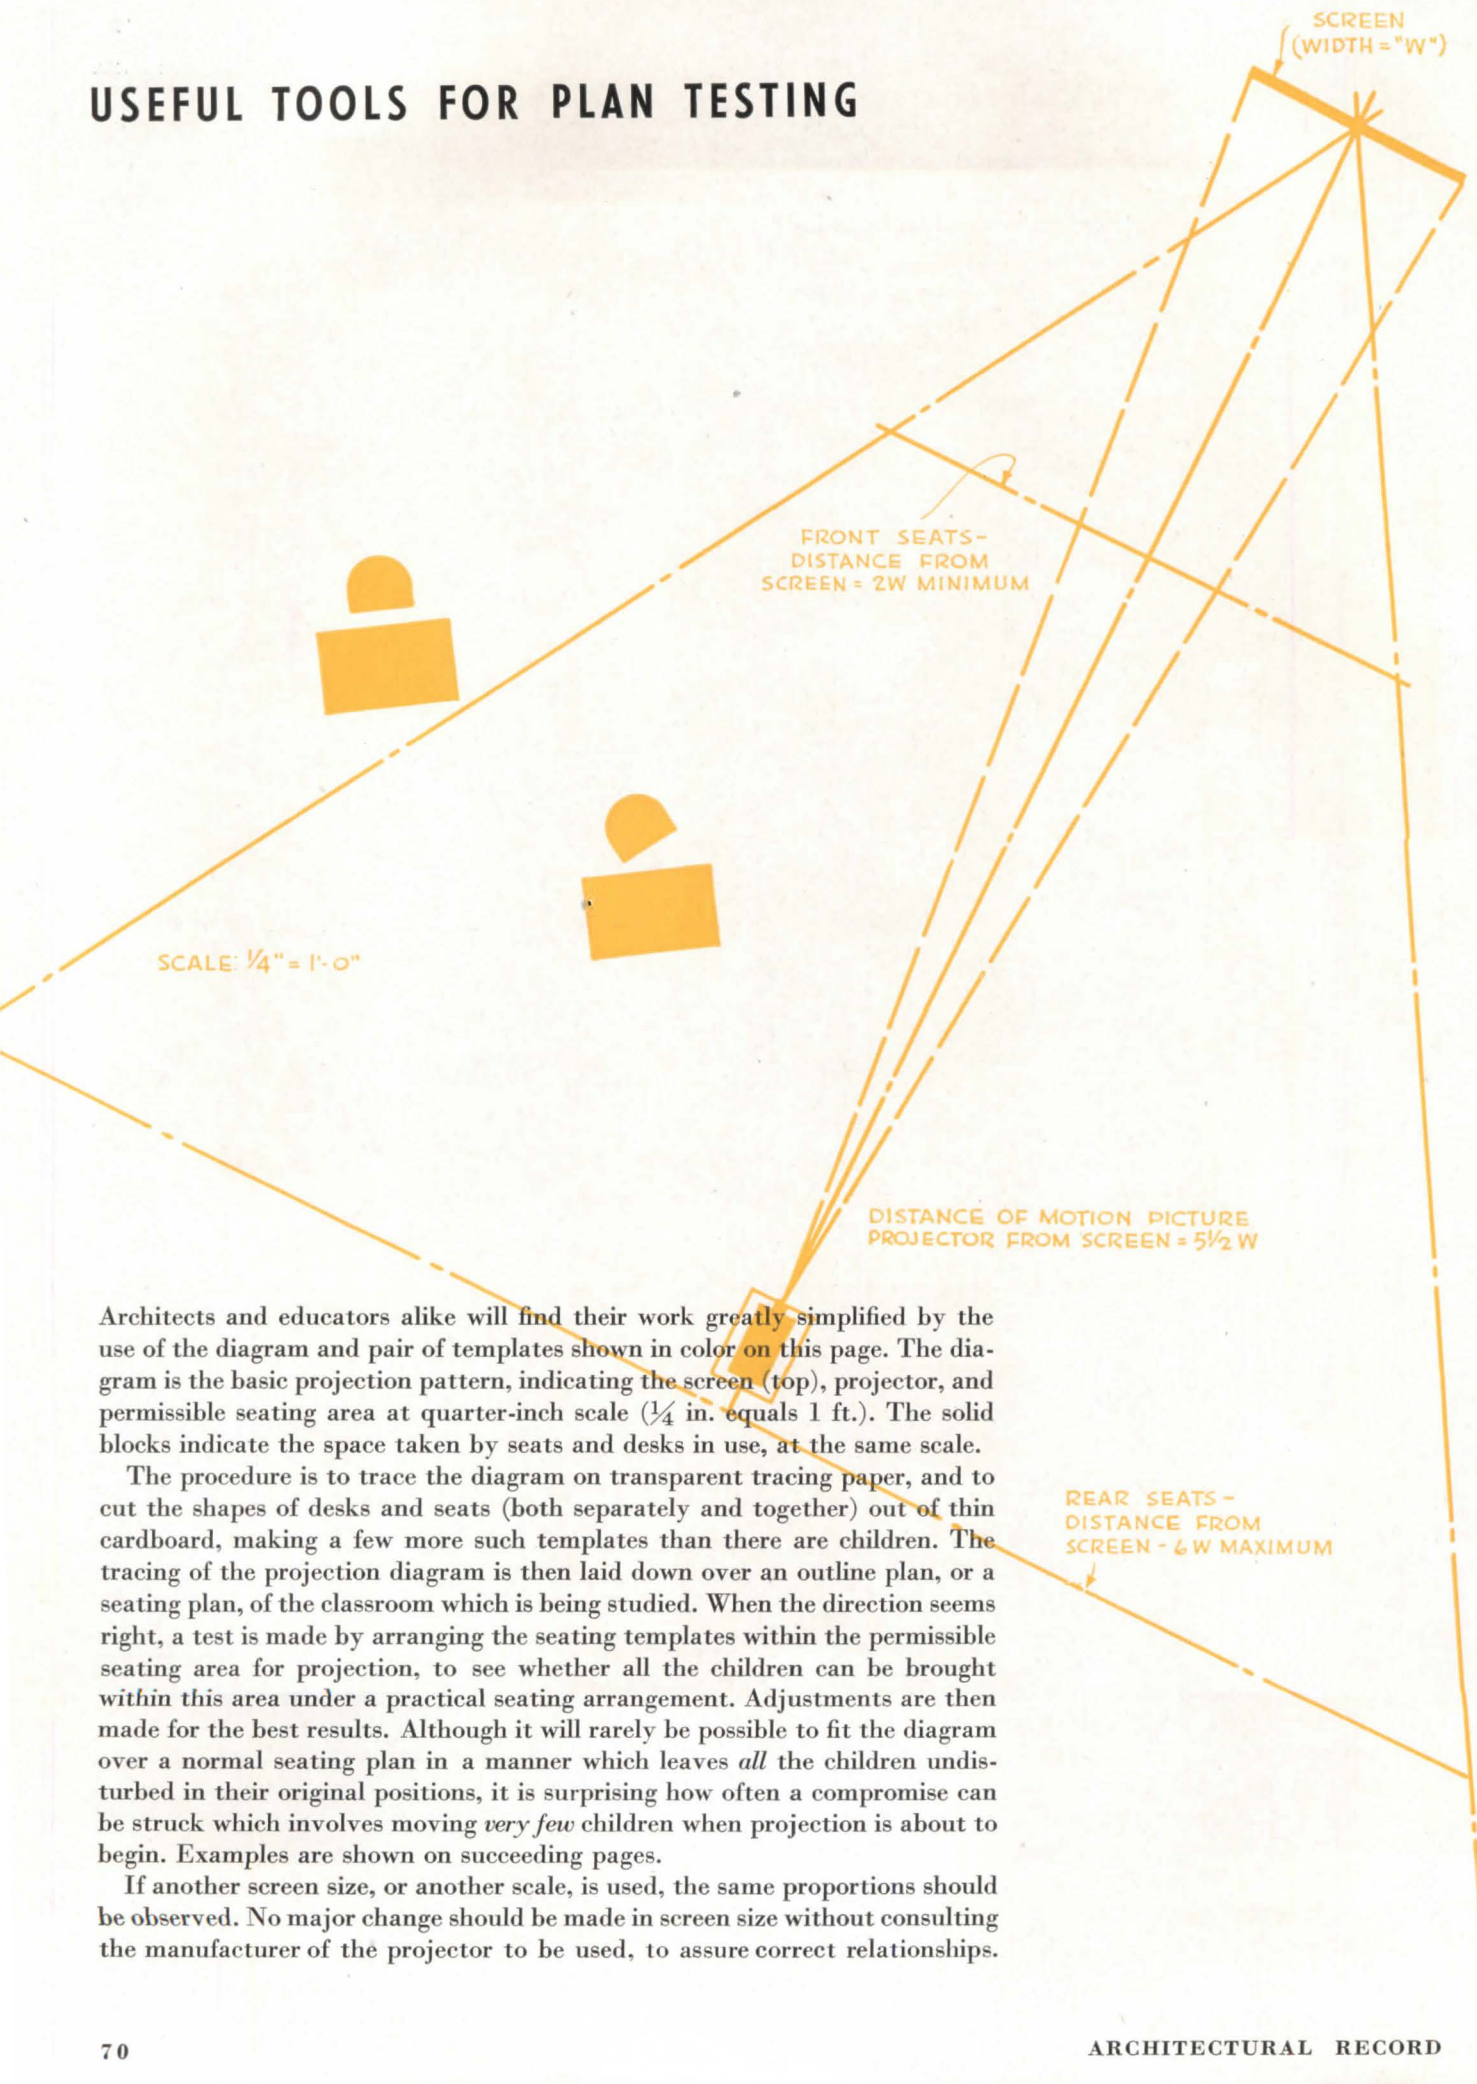 SCREEN
(WIDTH = "W")
USEFUL TOOLS FOR PLAN TESTING
FRONT SEATS-
DISTANCE FROM
SCREEN = 2W MINIMUM
SCALE: ¼" = 1'-0"
DISTANCE OF MOTION PICTURE
PROJECTOR FROM SCREEN = 5½ W
Architects and educators alike will find their work greatly simplified by the
use of the diagram and pair of templates shown in color on this page. The dia-
gram is the basic projection pattern, indicating the screen (top), projector, and
permissible seating area at quarter-inch scale (¼ in. equals 1 ft.). The solid
blocks indicate the space taken by seats and desks in use, at the same scale.
The procedure is to trace the diagram on transparent tracing paper, and to
cut the shapes of desks and seats (both separately and together) out of thin
cardboard, making a few more such templates than there are children. The
tracing of the projection diagram is then laid down over an outline plan, or a
seating plan, of the classroom which is being studied. When the direction seems
right, a test is made by arranging the seating templates within the permissible
seating area for projection, to see whether all the children can be brought
within this area under a practical seating arrangement. Adjustments are then
made for the best results. Although it will rarely be possible to fit the diagram
over a normal seating plan in a manner which leaves all the children undis-
turbed in their original positions, it is surprising how often a compromise can
be struck which involves moving very few children when projection is about to
begin. Examples are shown on succeeding pages.
If another screen size, or another scale, is used, the same proportions should
be observed. No major change should be made in screen size without consulting
the manufacturer of the projector to be used, to assure correct relationships.
REAR SEATS -
DISTANCE FROM
SCREEN - 6 W MAXIMUM
70
ARCHITECTURAL RECORD